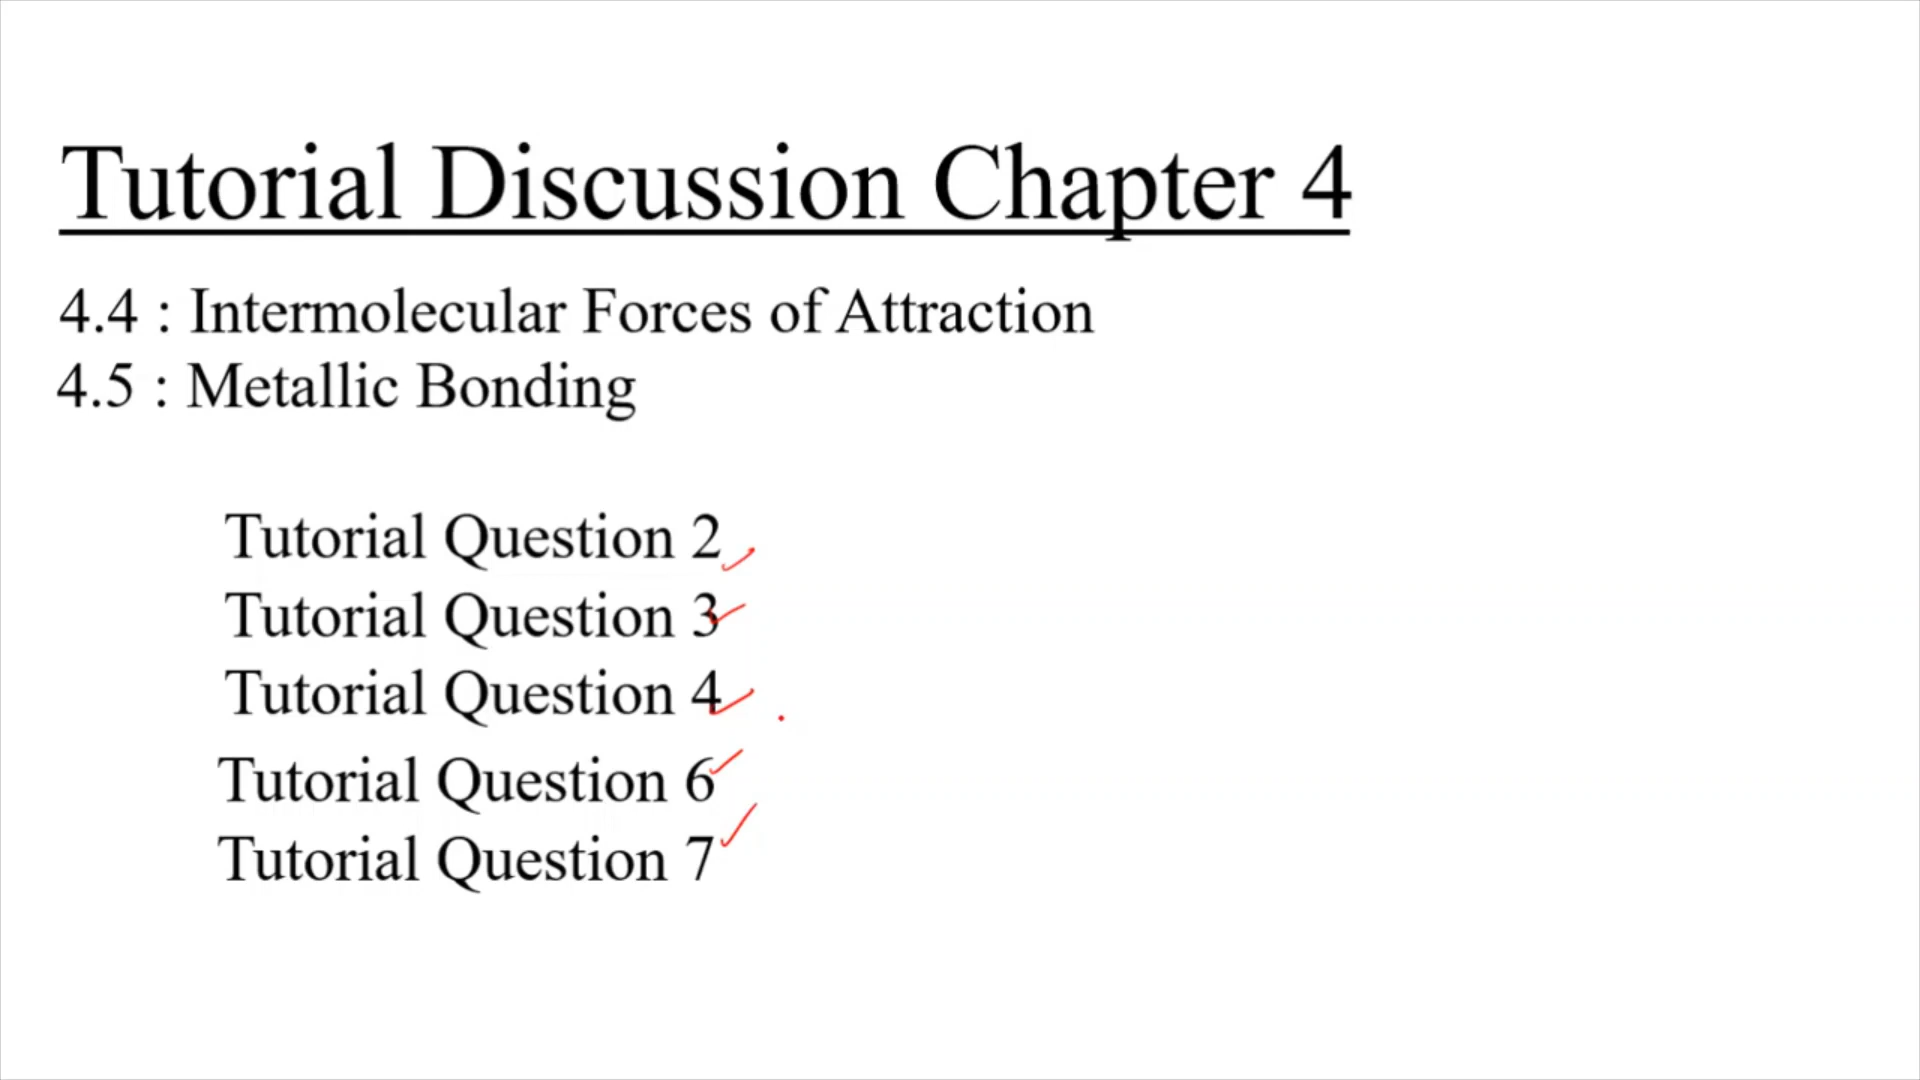 Tutorial Discussion Chapter 4
4.4 : Intermolecular Forces of Attraction
4.5 : Metallic Bonding
Tutorial Question 2
Tutorial Question 3
Tutorial Question 4
Tutorial Question 6
Tutorial Question 7